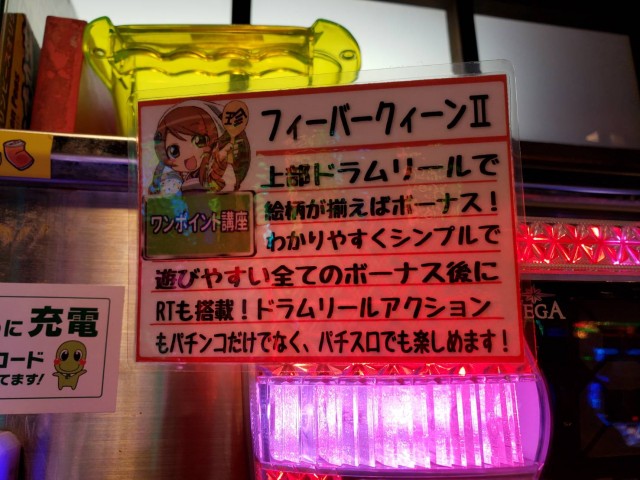 珍
フィーバークィーンⅡ
上部ドラムリールで
絵柄が揃えばボーナス!
ワンポイント講座
わかりやすくシンプルで
遊びやすい全てのボーナス後に
RTも搭載!ドラムリールアクション
もパチンコだけでなく、パチスロでも楽しめます!
に充電
コード
てます!
EGA